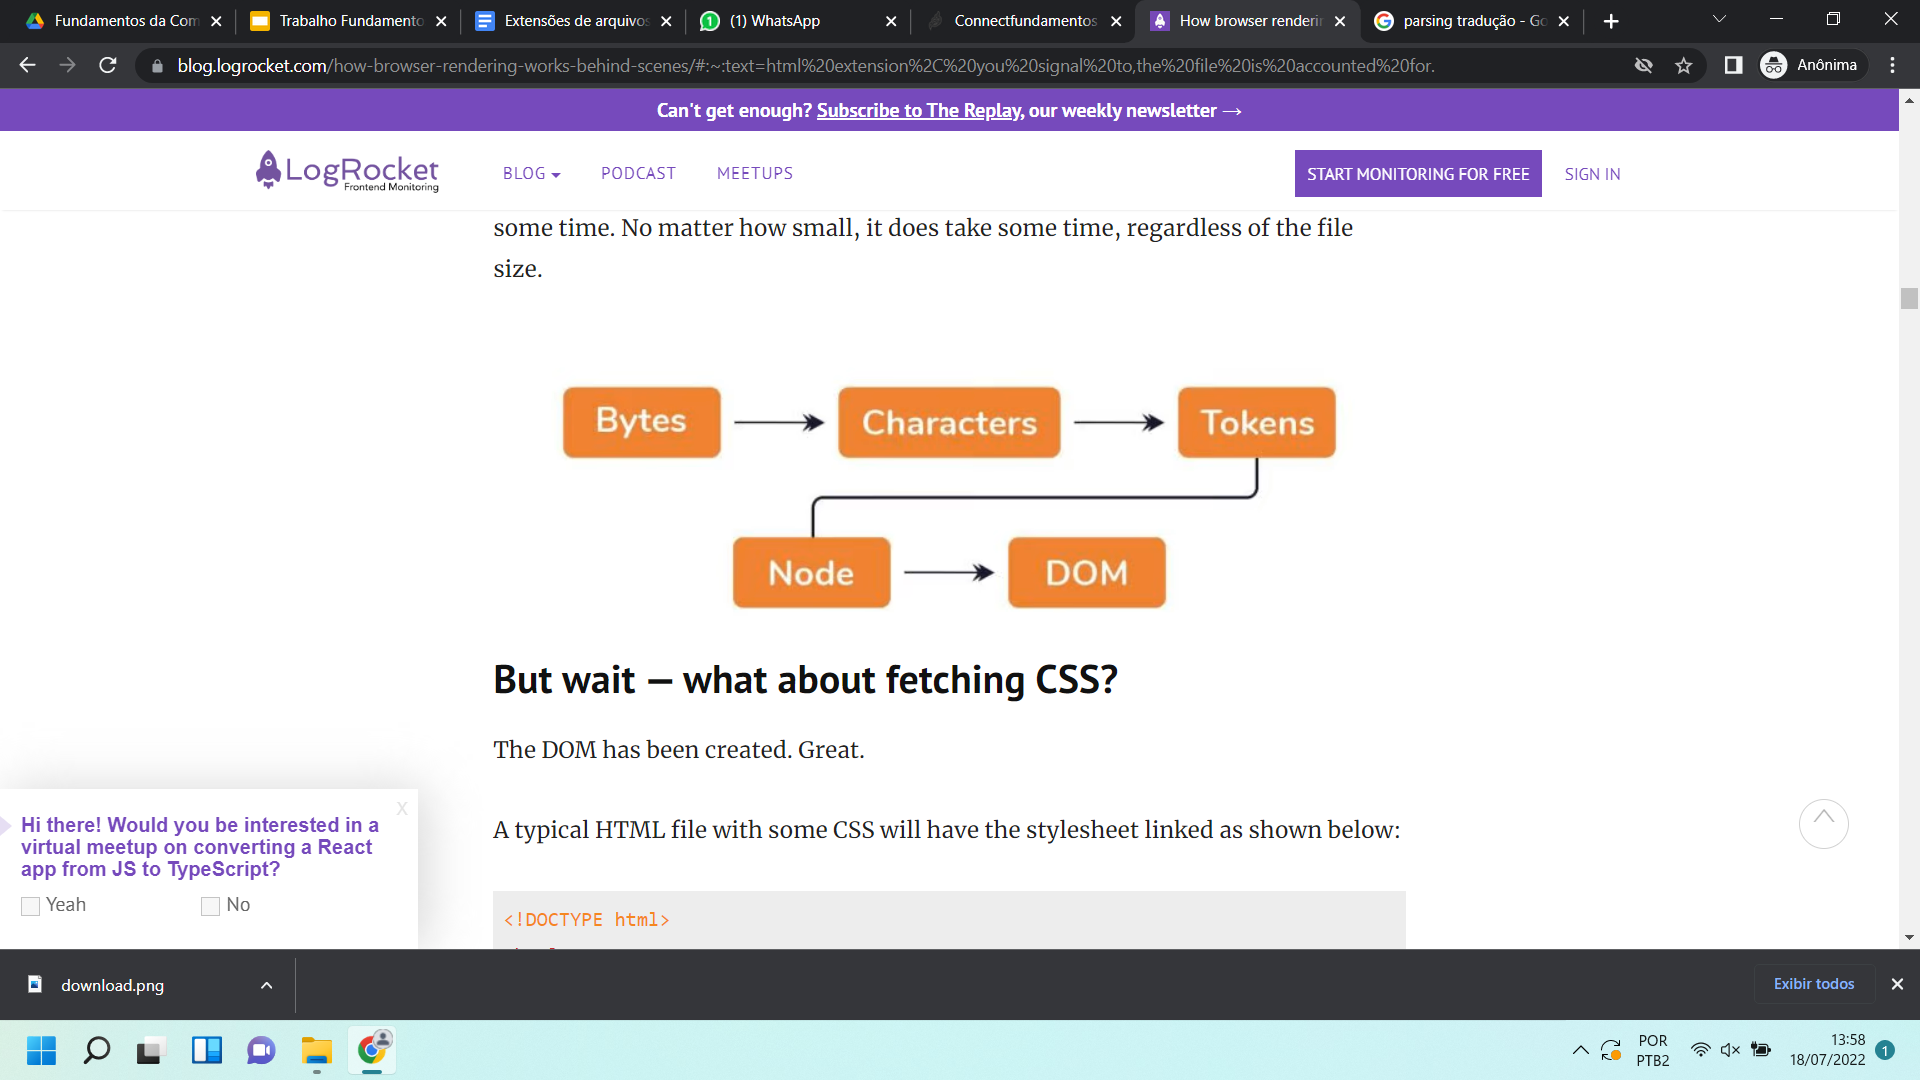 Fundamentos da Com
Trabalho Fundamento
Extensões de arquivos
(1) WhatsApp
Connectfundamentos
How browser renderin
parsing tradução - Go
blog.logrocket.com/how-browser-rendering-works-behind-scenes/#:~:text=html%20extension%2C%20you%20signal%20to,the%20file%20is%20accounted%20for.
Anônima
Can't get enough? Subscribe to The Replay, our weekly newsletter →
LogRocket
Frontend Monitoring
BLOG
PODCAST
MEETUPS
START MONITORING FOR FREE
SIGN IN
some time. No matter how small, it does take some time, regardless of the file
size.
Bytes
Characters
Tokens
Node
DOM
But wait — what about fetching CSS?
The DOM has been created. Great.
A typical HTML file with some CSS will have the stylesheet linked as shown below:
<!DOCTYPE html>
X
Hi there! Would you be interested in a
virtual meetup on converting a React
app from JS to TypeScript?
Yeah
No
download.png
Exibir todos
POR
PTB2
13:58
18/07/2022
1